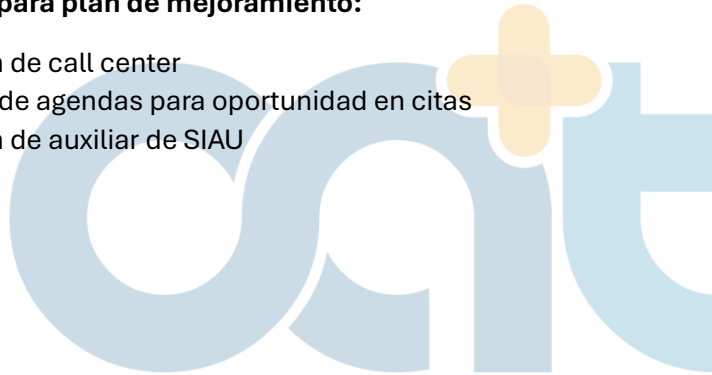 para plan de mejoramiento:
de call center
de agendas para oportunidad en citas
de auxiliar de SIAU